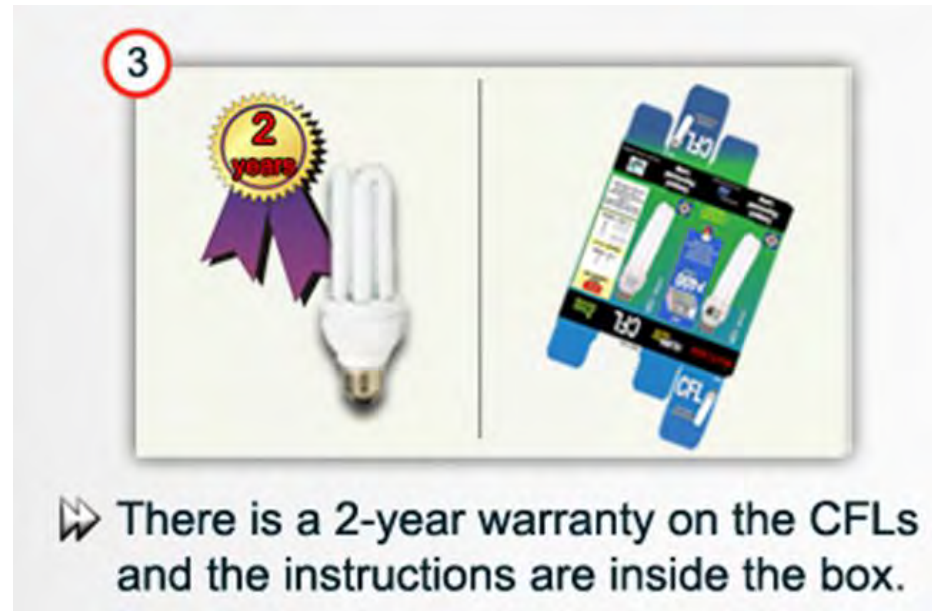 3
2
years
CFL
CFL
CFL
There is a 2-year warranty on the CFLs
and the instructions are inside the box.